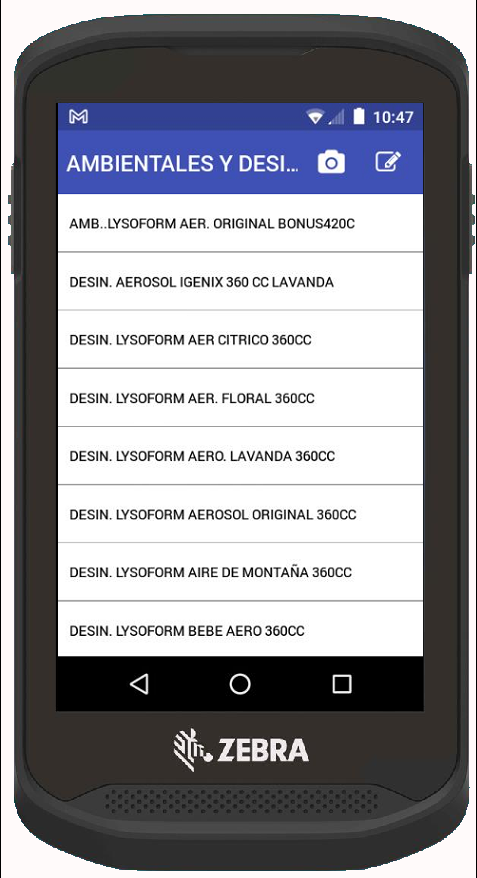 10:47
AMBIENTALES Y DESI...
AMB..LYSOFORM AER. ORIGINAL BONUS420C
DESIN. AEROSOL IGENIX 360 CC LAVANDA
DESIN. LYSOFORM AER CITRICO 360CC
DESIN. LYSOFORM AER. FLORAL 360CC
DESIN. LYSOFORM AERO. LAVANDA 360CC
DESIN. LYSOFORM AEROSOL ORIGINAL 360CC
DESIN. LYSOFORM AIRE DE MONTAÑA 360CC
DESIN. LYSOFORM BEBE AERO 360CC
ZEBRA